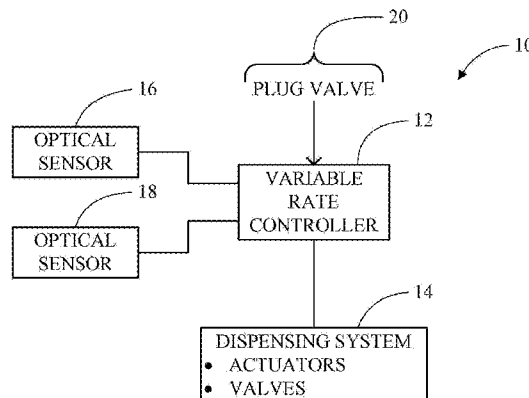 20
10
PLUG VALVE
16
12
OPTICAL
SENSOR
VARIABLE
RATE
CONTROLLER
18
OPTICAL
SENSOR
14
DISPENSING SYSTEM
• ACTUATORS
• VALVES